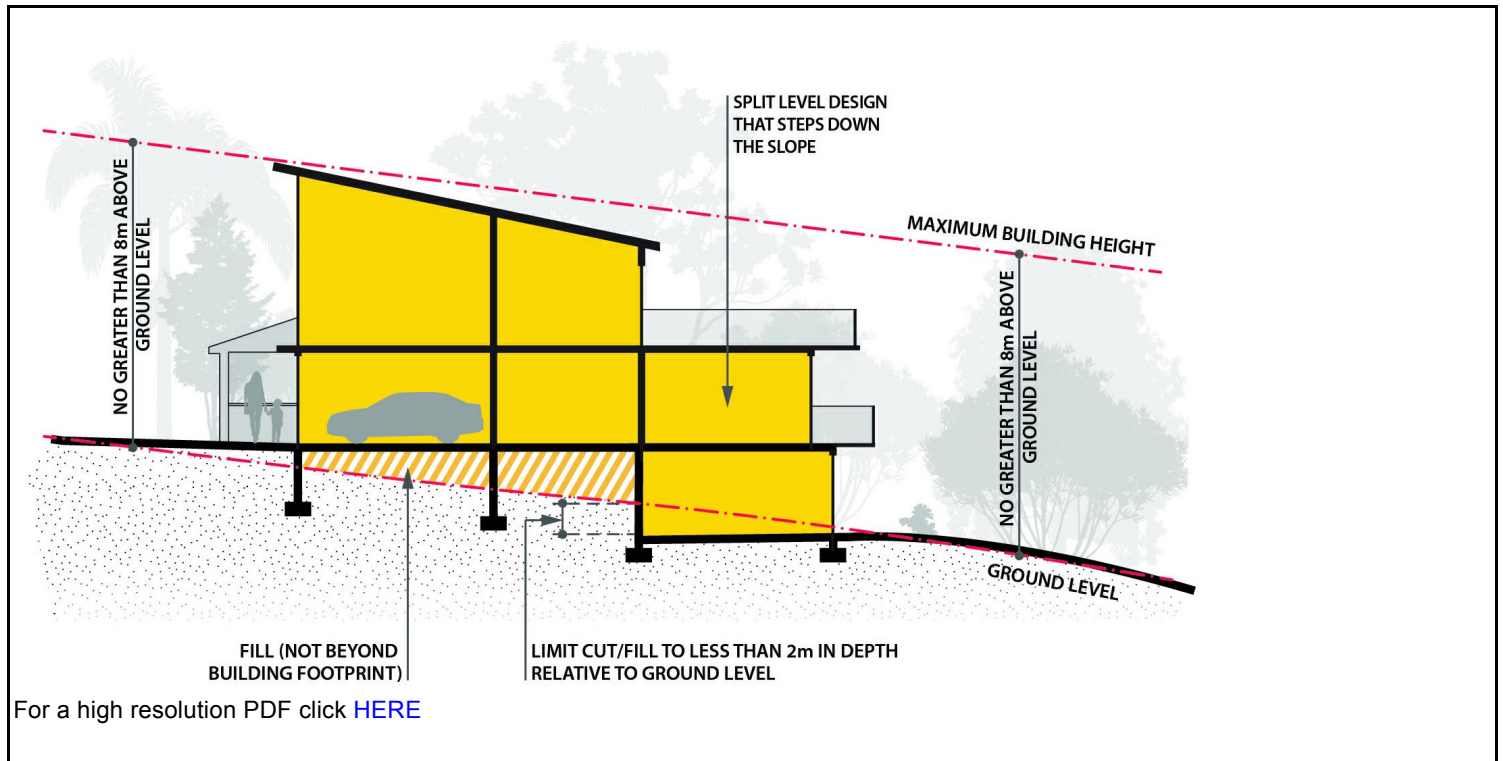 SPLIT LEVEL DESIGN
THAT STEPS DOWN
THE SLOPE
NO GREATER THAN 8m ABOVE
GROUND LEVEL
MAXIMUM BUILDING HEIGHT
NO GREATER THAN 8m ABOVE
GROUND LEVEL
GROUND LEVEL
FILL (NOT BEYOND
BUILDING FOOTPRINT)
LIMIT CUT/FILL TO LESS THAN 2m IN DEPTH
RELATIVE TO GROUND LEVEL
For a high resolution PDF click HERE